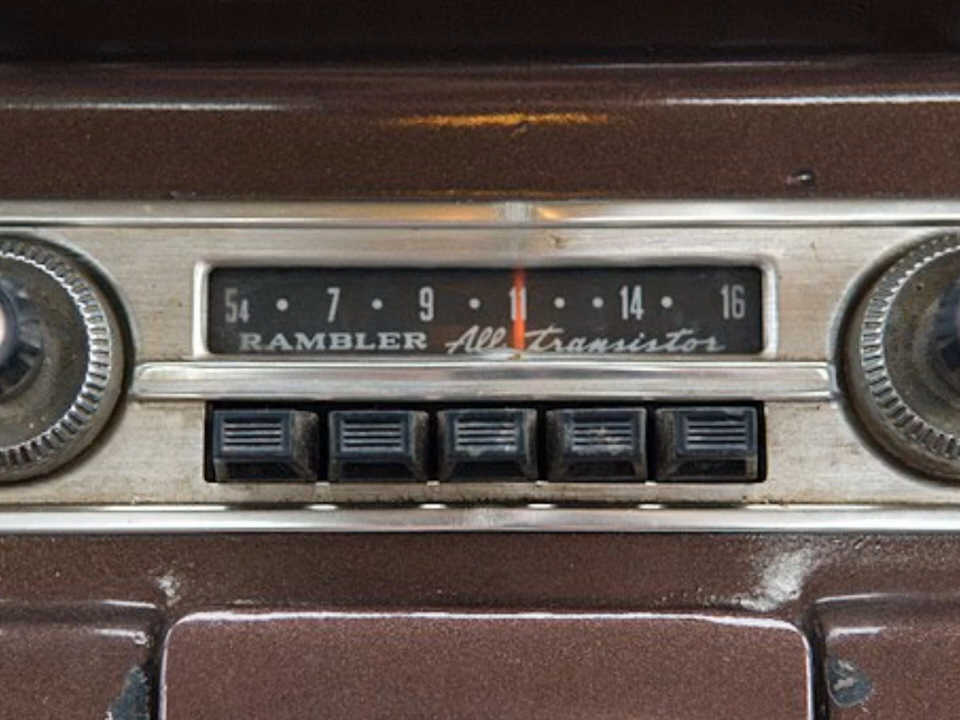 54 • 7 • 9 • 11 • • 14 • 16
RAMBLER All transistor